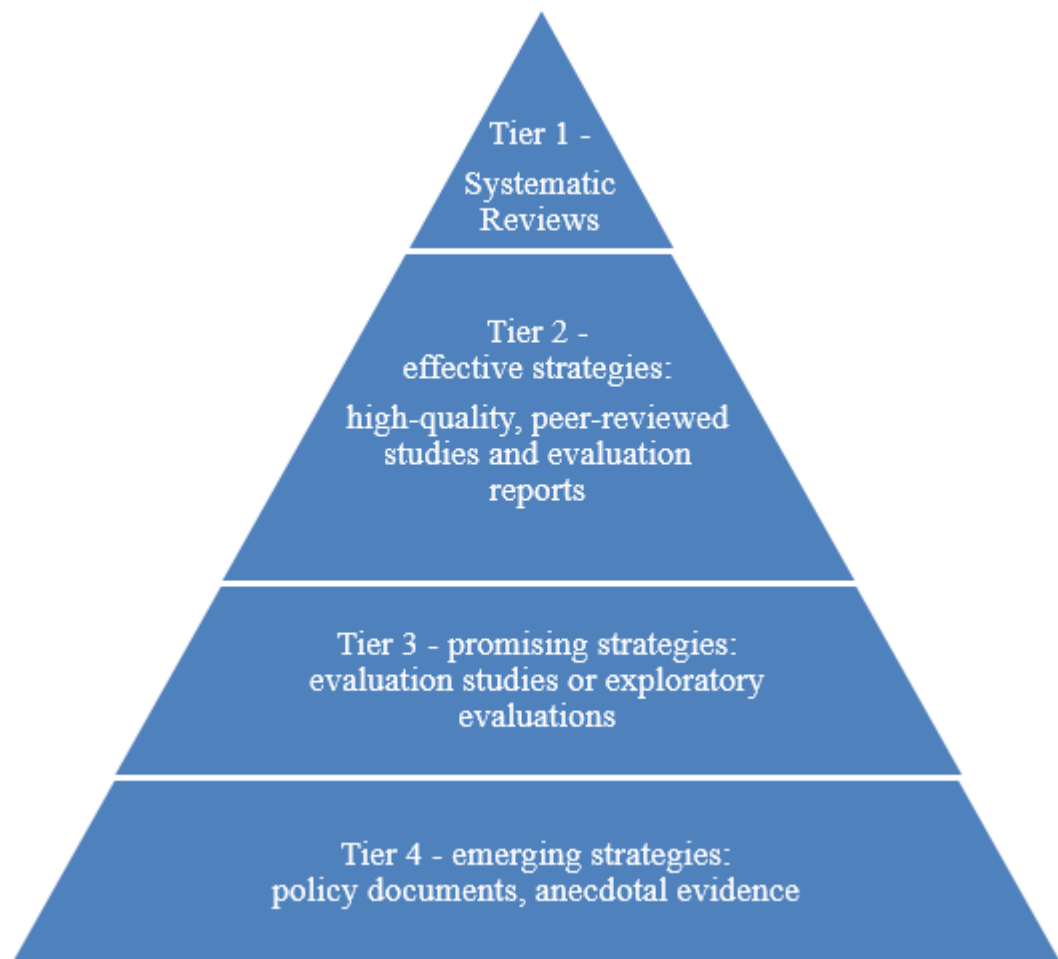 Tier 1 -
Systematic
Reviews
Tier 2 -
effective strategies:
high-quality, peer-reviewed
studies and evaluation
reports
Tier 3 - promising strategies:
evaluation studies or exploratory
evaluations
Tier 4 - emerging strategies:
policy documents, anecdotal evidence